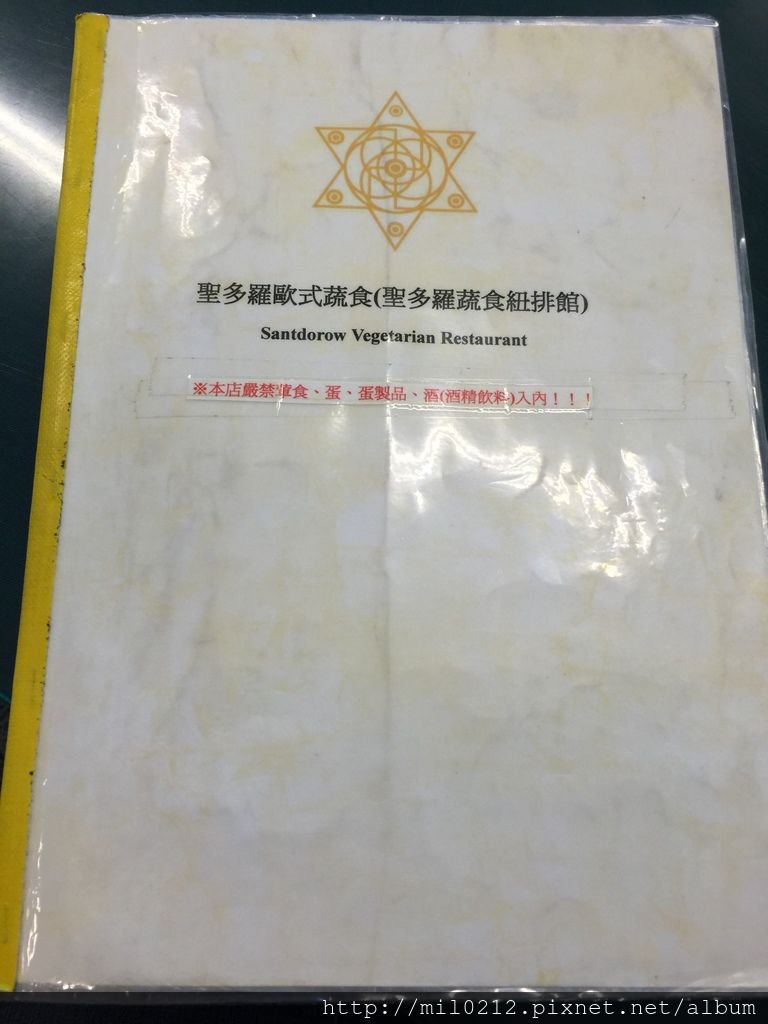 聖多羅歐式蔬食(聖多羅蔬食紐排館)
Santdorow Vegetarian Restaurant
※本店嚴禁葷食、蛋、蛋製品、酒(酒精飲料)入內！！！
http://mil0212.pixnet.net/album